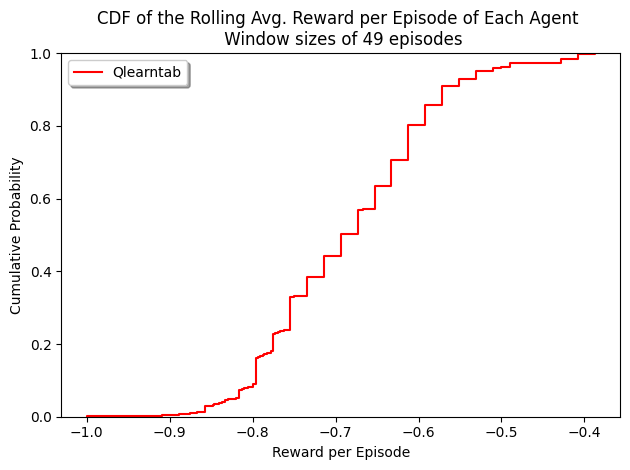 CDF of the Rolling Avg. Reward per Episode of Each Agent
Window sizes of 49 episodes
Qlearntab
Cumulative Probability
1.0
0.8
0.6
0.4
0.2
0.0
−1.0 −0.9 −0.8 −0.7 −0.6 −0.5 −0.4
Reward per Episode